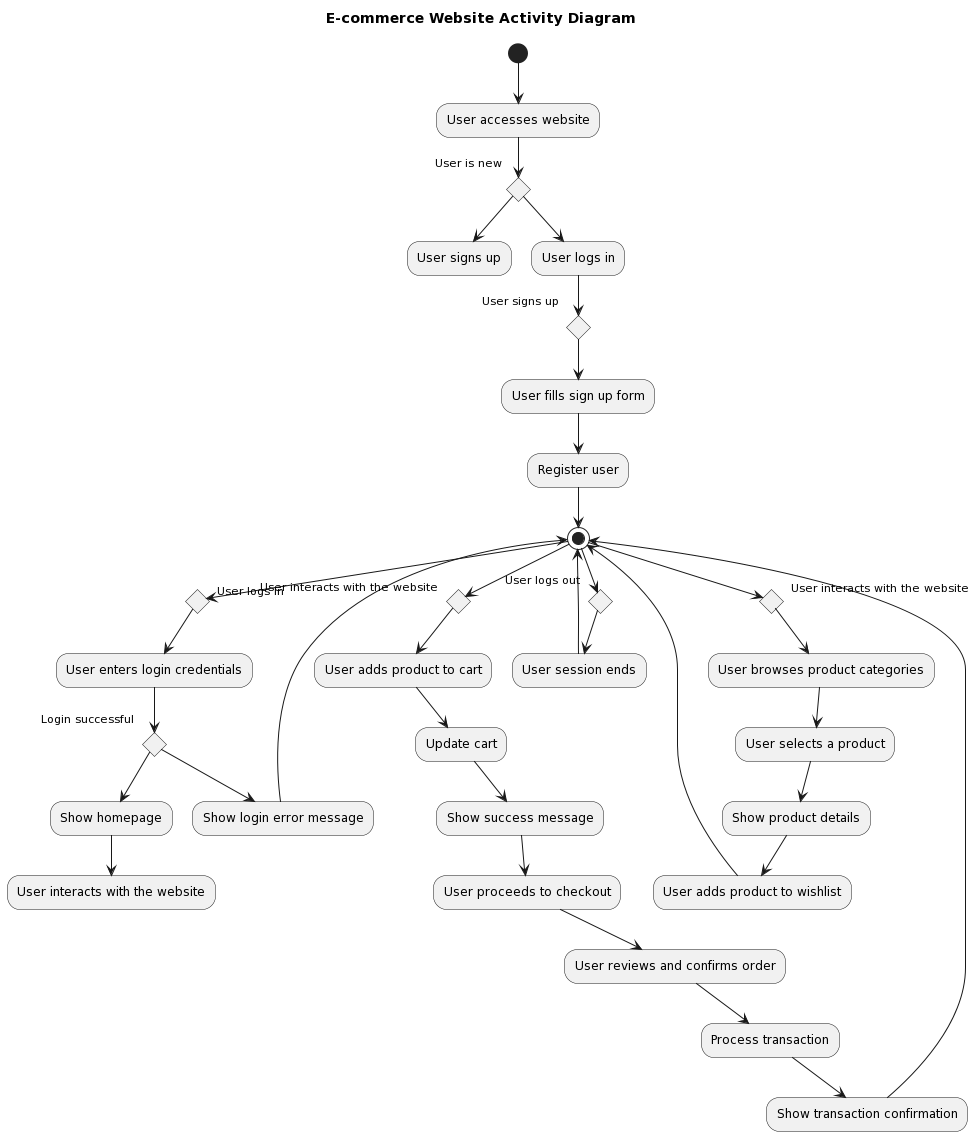 E-commerce Website Activity Diagram
User accesses website
User is new
User signs up
User logs in
User signs up
User fills sign up form
Register user
User logs in
User interacts with the website
User logs out
User interacts with the website
User enters login credentials
User adds product to cart
User session ends
User browses product categories
Login successful
Update cart
User selects a product
Show homepage
Show login error message
Show success message
Show product details
User interacts with the website
User proceeds to checkout
User adds product to wishlist
User reviews and confirms order
Process transaction
Show transaction confirmation